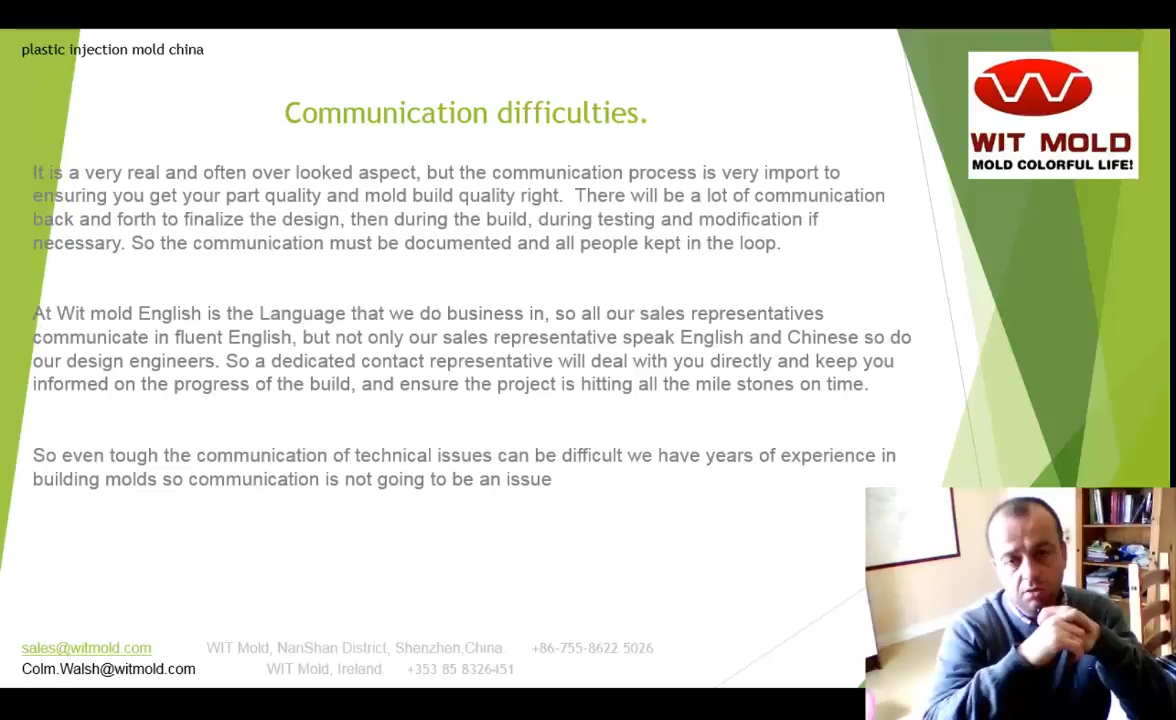 plastic injection mold china
Communication difficulties.
WIT MOLD
MOLD COLORFUL LIFE!
It is a very real and often over looked aspect, but the communication process is very import to
ensuring you get your part quality and mold build quality right.  There will be a lot of communication
back and forth to finalize the design, then during the build, during testing and modification if
necessary. So the communication must be documented and all people kept in the loop.
At Wit mold English is the Language that we do business in, so all our sales representatives
communicate in fluent English, but not only our sales representative speak English and Chinese so do
our design engineers. So a dedicated contact representative will deal with you directly and keep you
informed on the progress of the build, and ensure the project is hitting all the mile stones on time.
So even tough the communication of technical issues can be difficult we have years of experience in
building molds so communication is not going to be an issue
sales@witmold.com WIT Mold, NanShan District, Shenzhen,China. +86-755-8622 5026
Colm.Walsh@witmold.com WIT Mold, Ireland. +353 85 8326451